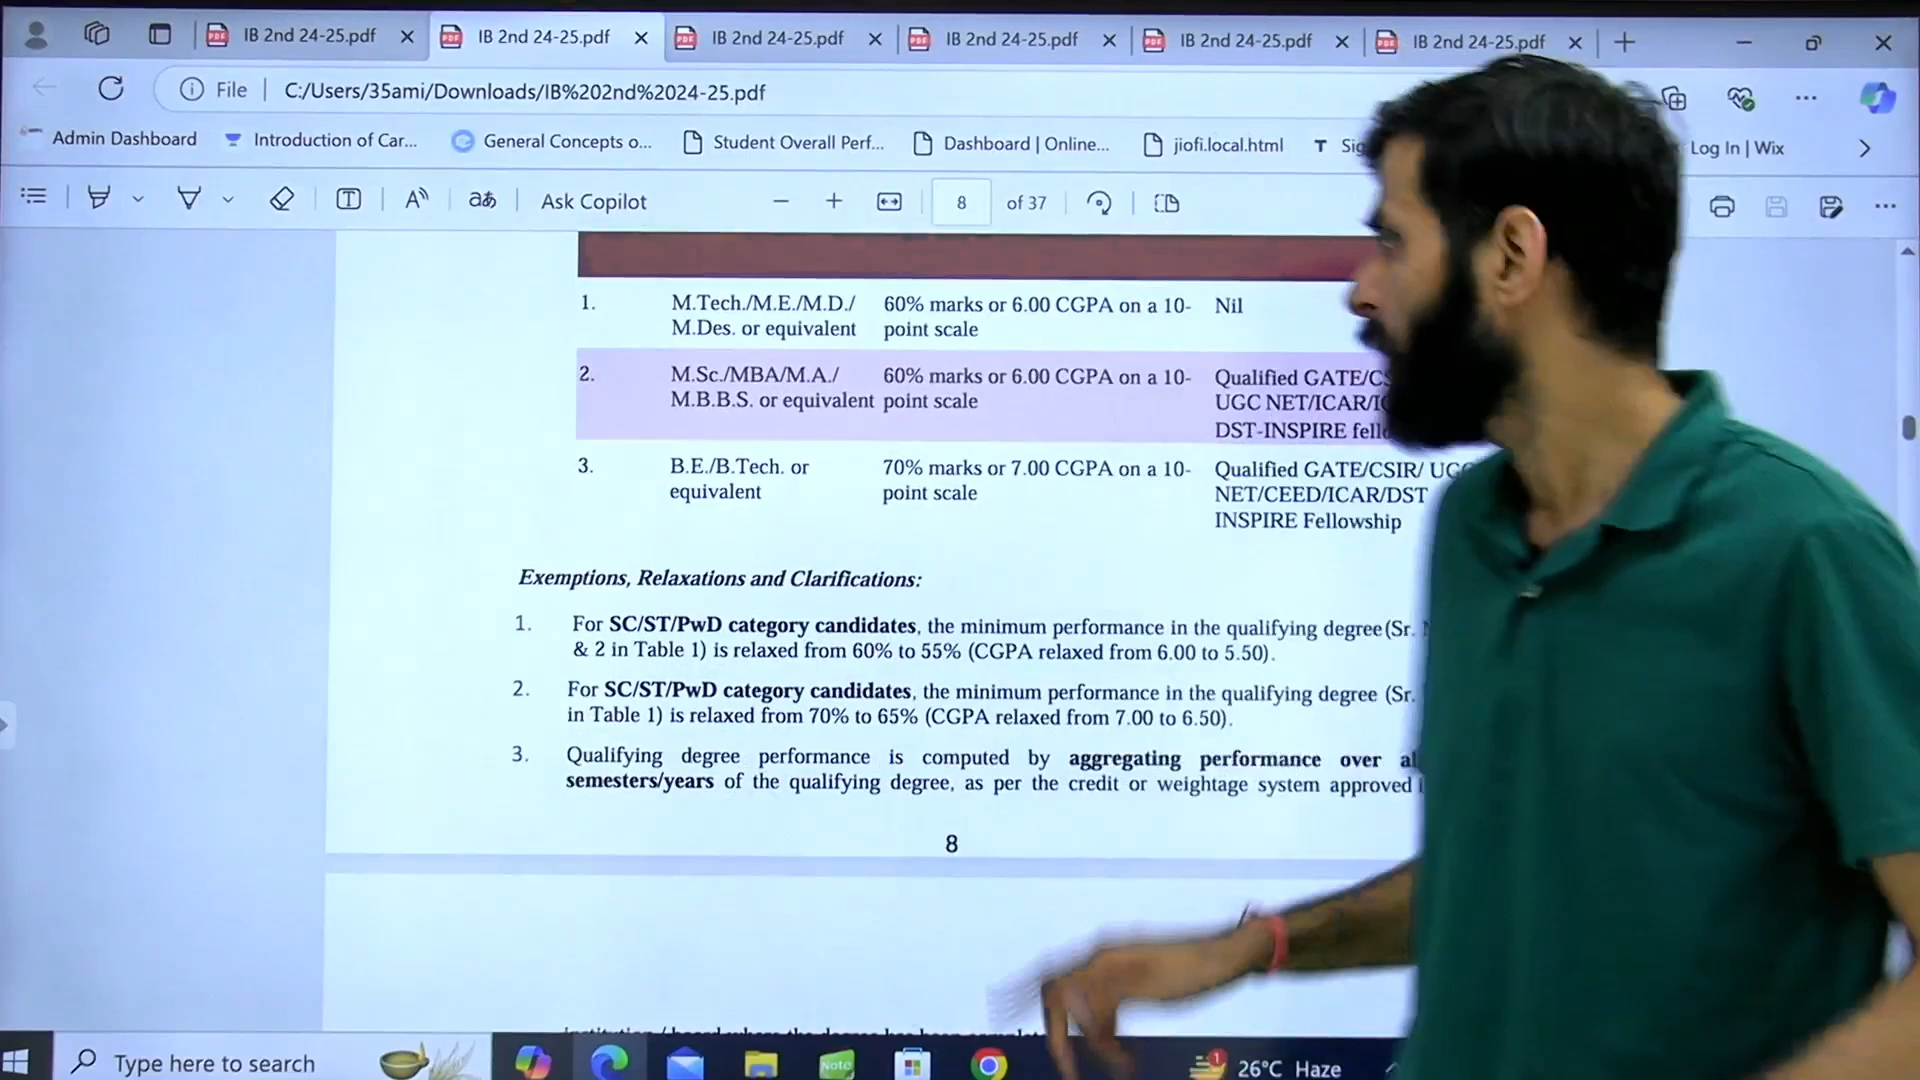 IB 2nd 24-25.pdf
IB 2nd 24-25.pdf
IB 2nd 24-25.pdf
IB 2nd 24-25.pdf
IB 2nd 24-25.pdf
IB 2nd 24-25.pdf
File
C:/Users/35ami/Downloads/IB%202nd%2024-25.pdf
Admin Dashboard
Introduction of Car...
General Concepts o...
Student Overall Perf...
Dashboard | Online...
jiofi.local.html
Log In | Wix
Ask Copilot
8 of 37
1. M.Tech./M.E./M.D./ 60% marks or 6.00 CGPA on a 10- Nil
M.Des. or equivalent point scale
2. M.Sc./MBA/M.A./ 60% marks or 6.00 CGPA on a 10- Qualified
M.B.B.S. or equivalent point scale UGC NET/ICAR/
DST-INSPIRE
3. B.E./B.Tech. or 70% marks or 7.00 CGPA on a 10- Qualified GATE/CSIR/
equivalent point scale NET/CEED/ICAR/DST
INSPIRE Fellowship
Exemptions, Relaxations and Clarifications:
1. For SC/ST/PwD category candidates, the minimum performance in the qualifying degree (Sr.
& 2 in Table 1) is relaxed from 60% to 55% (CGPA relaxed from 6.00 to 5.50).
2. For SC/ST/PwD category candidates, the minimum performance in the qualifying degree (Sr.
in Table 1) is relaxed from 70% to 65% (CGPA relaxed from 7.00 to 6.50).
3. Qualifying degree performance is computed by aggregating performance over
semesters/years of the qualifying degree, as per the credit or weightage system approved
8
Type here to search
Note
1
26°C Haze